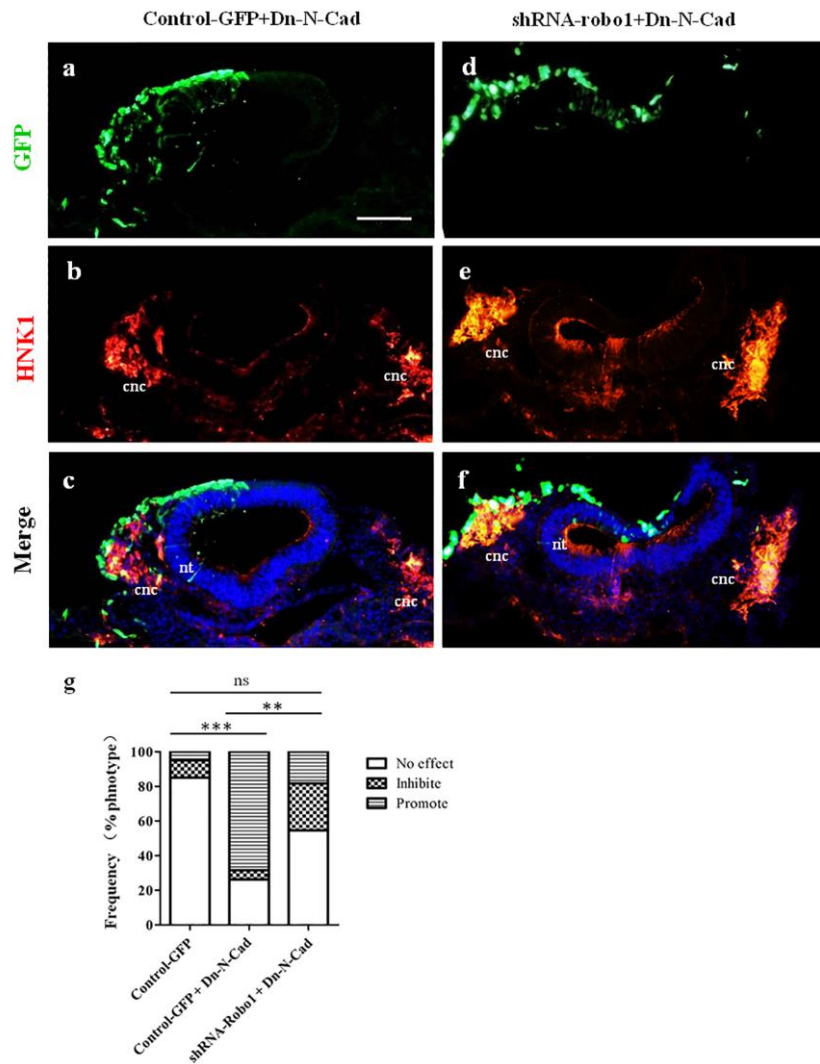 Control-GFP+Dn-N-Cad
shRNA-robo1+Dn-N-Cad
GFP
a
d
HNK1
b
cnc
cnc
e
cnc
cnc
Merge
c
nt
cnc
cnc
f
nt
cnc
cnc
g
ns
**
***
Frequency （% phnotype）
100
80
60
40
20
0
No effect
Inhibite
Promote
Control-GFP
Control-GFP + Dn-N-Cad
shRNA-Robo1 + Dn-N-Cad